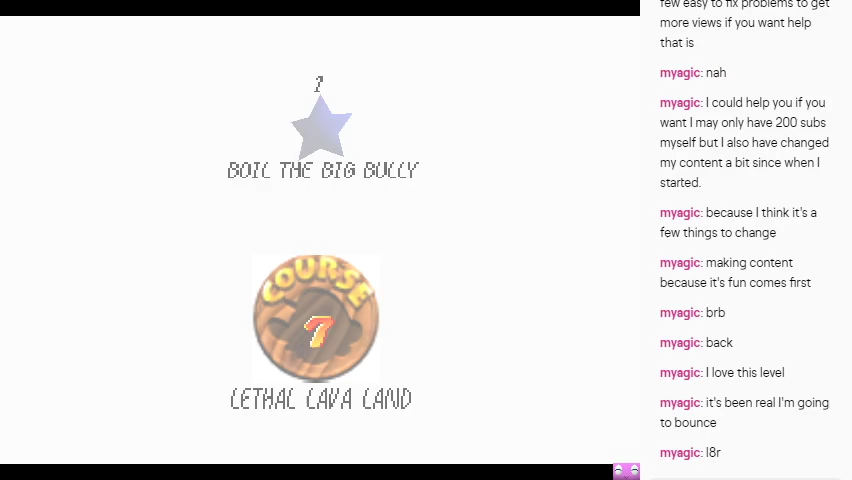 1
BOIL THE BIG BULLY
COURSE
7
LETHAL LAVA LAND
few easy to fix problems to get
more views if you want help
that is
myagic: nah
myagic: I could help you if you
want I may only have 200 subs
myself but I also have changed
my content a bit since when I
started.
myagic: because I think it's a
few things to change
myagic: making content
because it's fun comes first
myagic: brb
myagic: back
myagic: I love this level
myagic: it's been real I'm going
to bounce
myagic: l8r